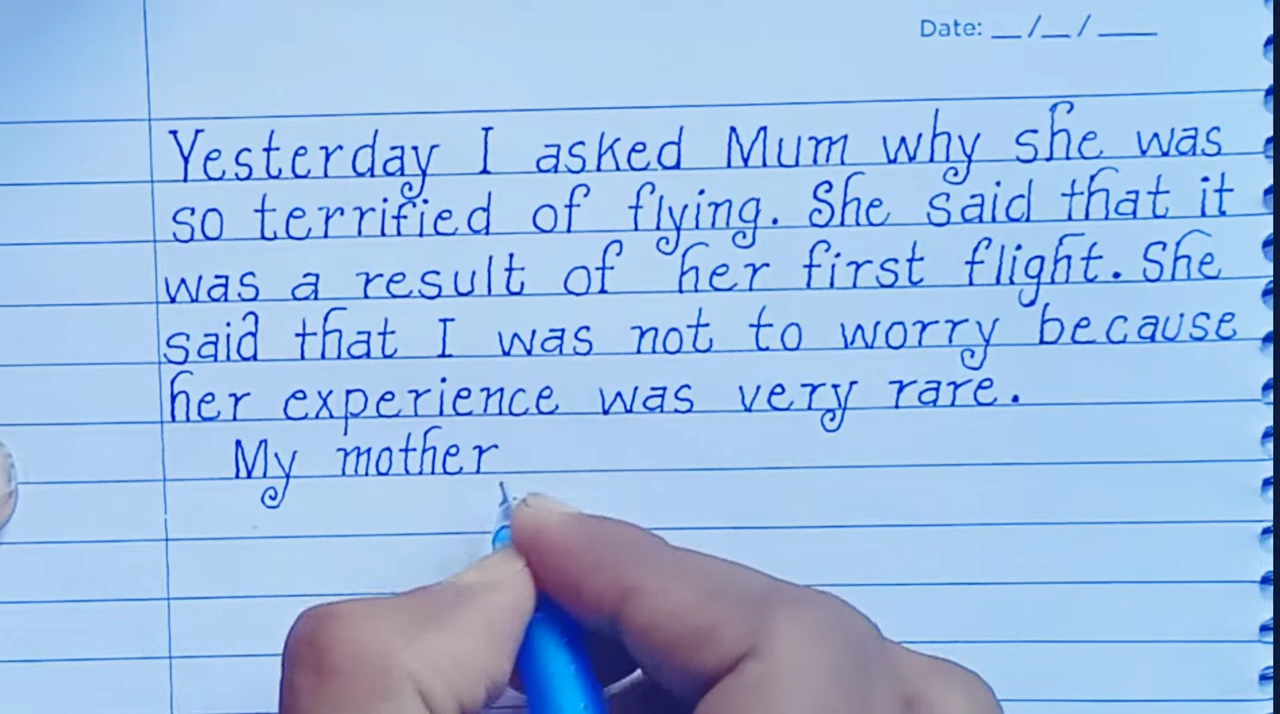 Date: __/__/____
Yesterday I asked Mum why she was
so terrified of flying. She said that it
was a result of her first flight. She
said that I was not to worry because
her experience was very rare.
My mother